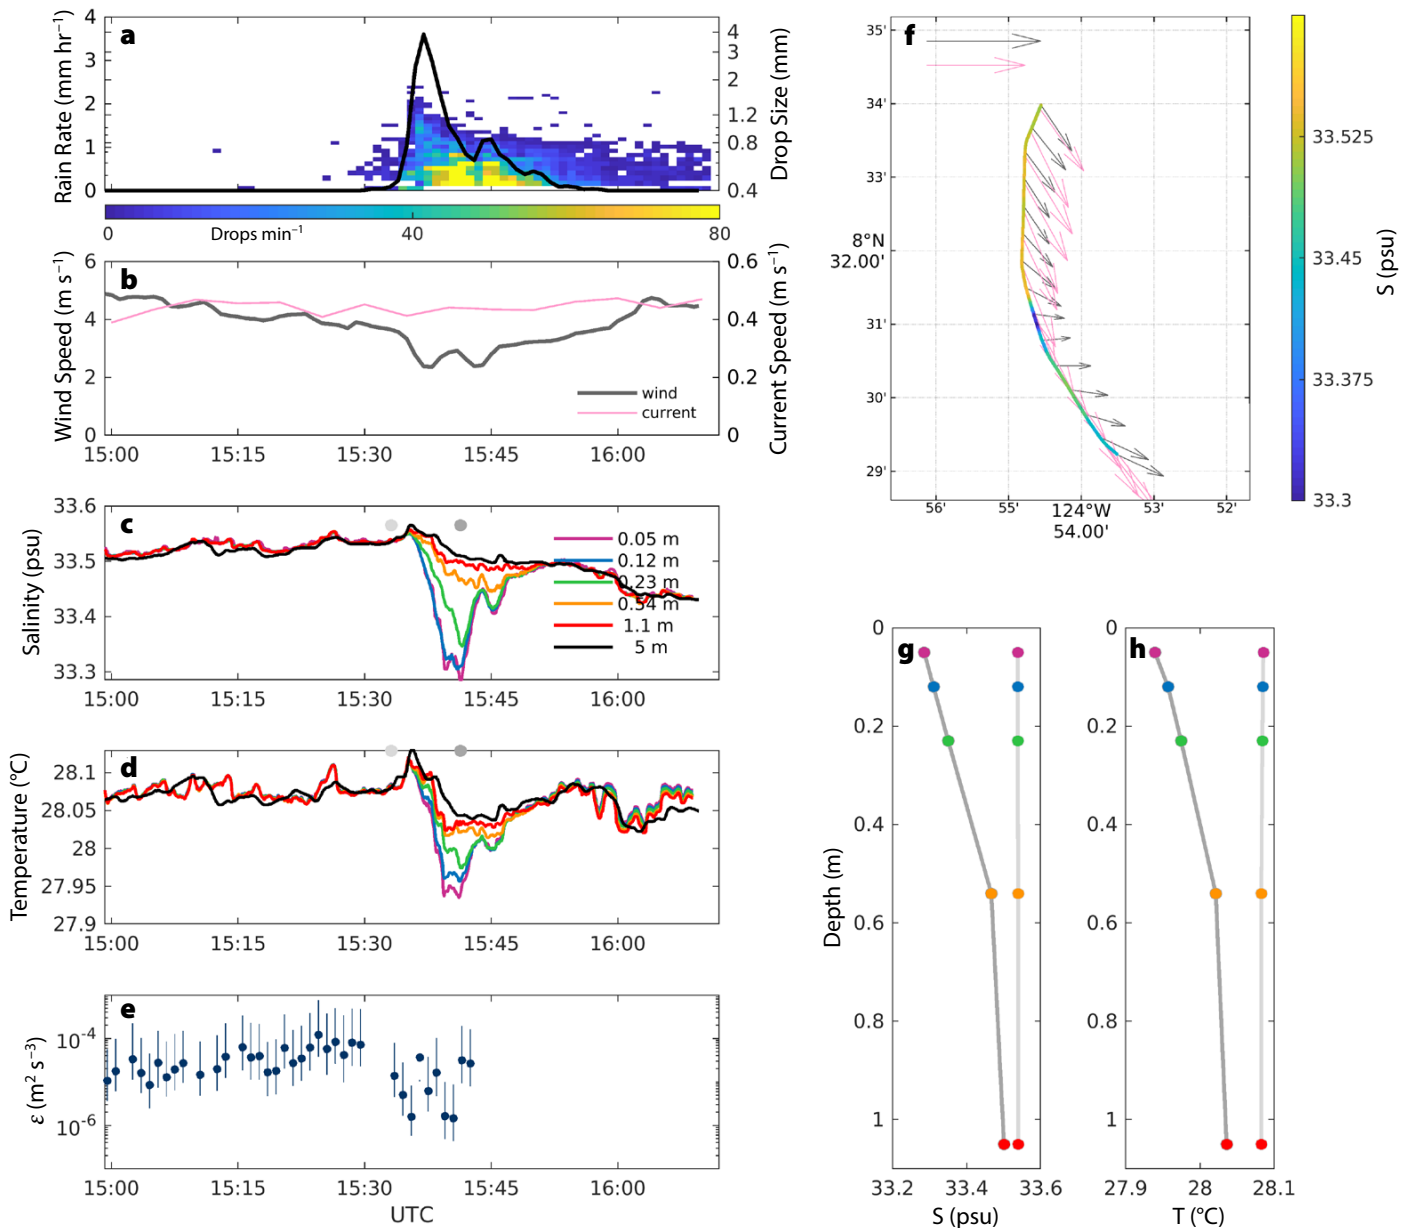 a
Rain Rate (mm hr⁻¹)
4
3
2
1
0
Drop Size (mm)
4
2
1.2
0.8
0.4
0
Drops min⁻¹
40
80
b
Wind Speed (m s⁻¹)
6
4
2
0
Current Speed (m s⁻¹)
0.6
0.4
0.2
0
wind
current
15:00
15:15
15:30
15:45
16:00
c
Salinity (psu)
33.6
33.5
33.4
33.3
0.05 m
0.12 m
0.23 m
0.54 m
1.1 m
5 m
15:00
15:15
15:30
15:45
16:00
d
Temperature (°C)
28.1
28.05
28
27.95
27.9
15:00
15:15
15:30
15:45
16:00
e
ε (m² s⁻³)
10⁻⁴
10⁻⁶
15:00
15:15
15:30
15:45
16:00
UTC
f
35'
34'
33'
8°N
32.00'
31'
30'
29'
56'
55'
124°W
54.00'
53'
52'
33.525
33.45
33.375
33.3
S (psu)
g
Depth (m)
0
0.2
0.4
0.6
0.8
1
33.2
33.4
33.6
S (psu)
h
0
0.2
0.4
0.6
0.8
1
27.9
28
28.1
T (°C)